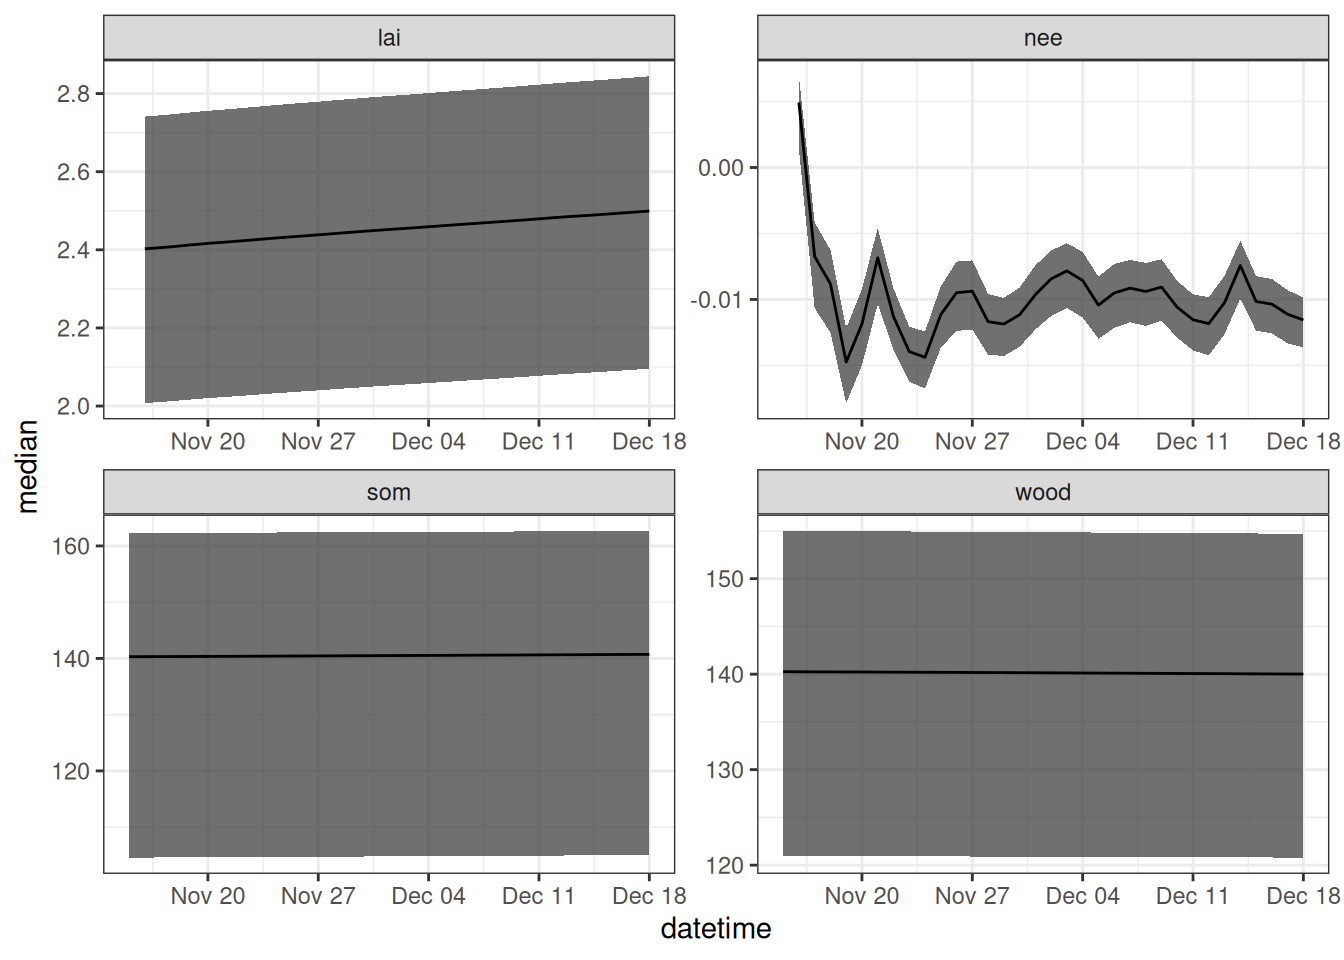 lai
nee
2.8
2.6
2.4
2.2
2.0
0.00
-0.01
Nov 20 Nov 27 Dec 04 Dec 11 Dec 18
Nov 20 Nov 27 Dec 04 Dec 11 Dec 18
median
som
wood
160
140
120
150
140
130
120
Nov 20 Nov 27 Dec 04 Dec 11 Dec 18
Nov 20 Nov 27 Dec 04 Dec 11 Dec 18
datetime